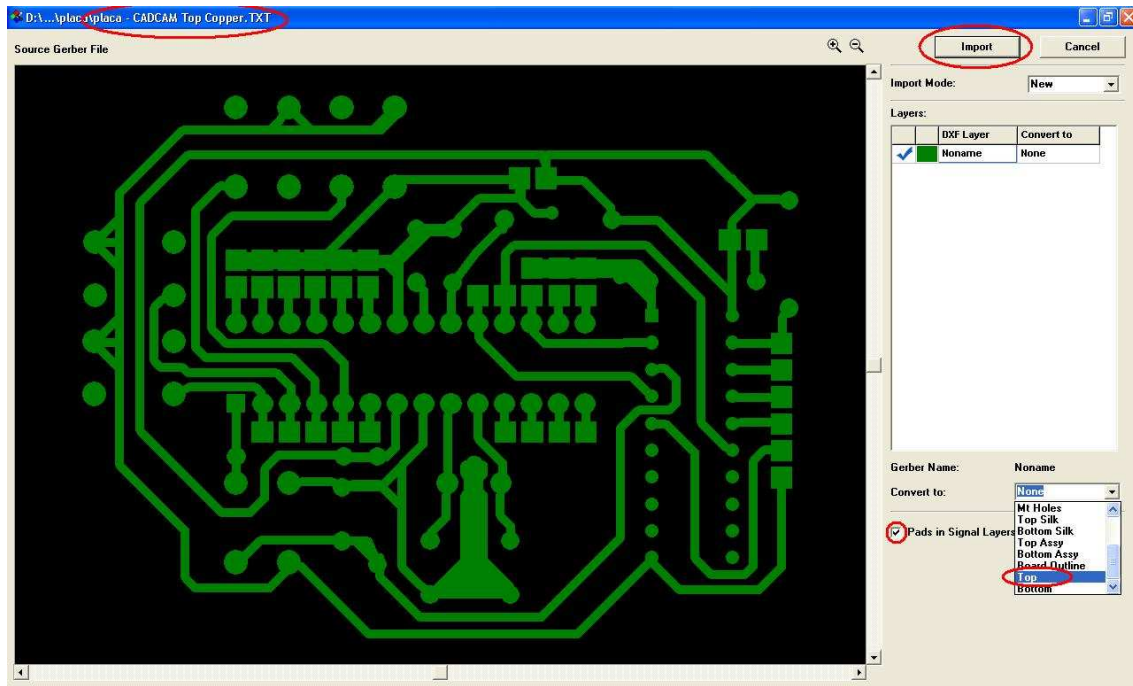 D:\...\placa\placa - CADCAM Top Copper.TXT
Source Gerber File
Import
Cancel
Import Mode:
New
Layers:
DXF Layer
Convert to
Noname
None
Gerber Name:
Noname
Convert to:
None
Mt Holes
Top Silk
Bottom Silk
Top Assy
Bottom Assy
Board Outline
Top
Bottom
Pads in Signal Layers